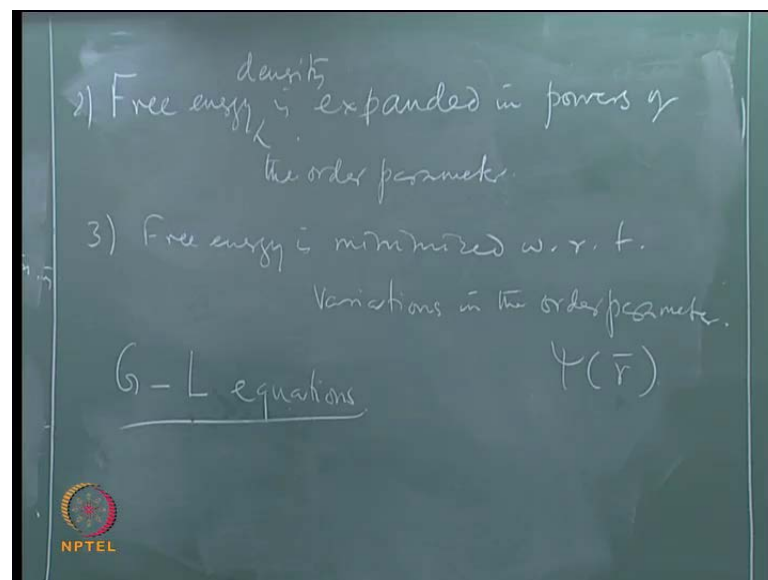 density
2) Free energy is expanded in powers of
the order parameter.
3) Free energy is minimized w.r.t.
variations in the order parameter.
G-L equations
Ψ(r̄)
NPTEL